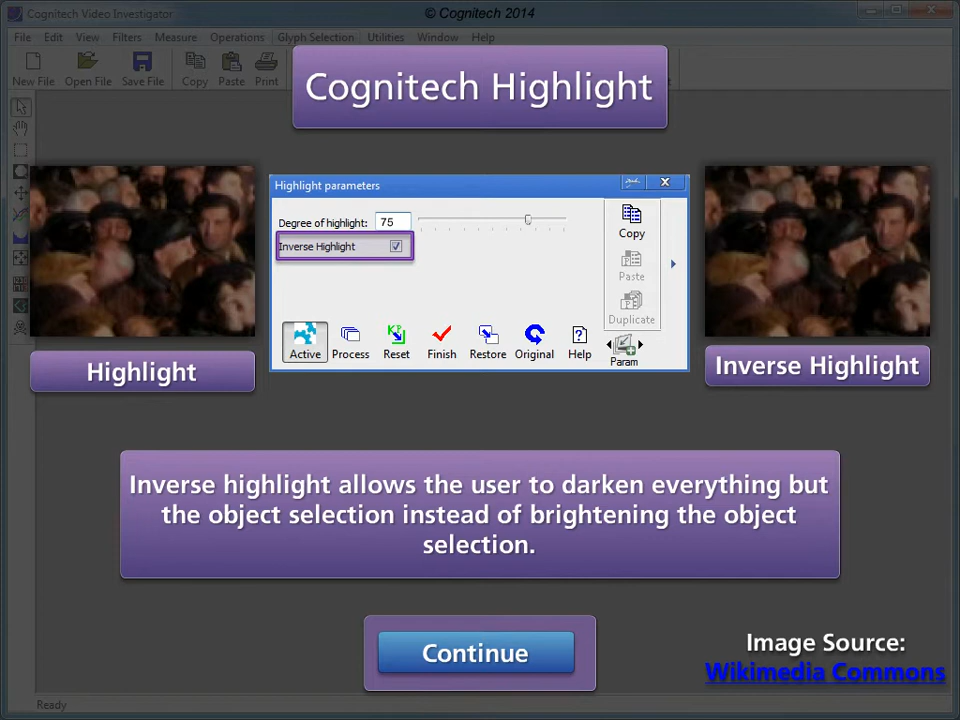 Cognitech Video Investigator
© Cognitech 2014
File Edit View Filters Measure Operations Glyph Selection Utilities Window Help
New File Open File Save File Copy Paste Print
Cognitech Highlight
Highlight parameters
Degree of highlight: 75
Inverse Highlight
Copy
Paste
Duplicate
Active Process Reset Finish Restore Original Help Param
Highlight
Inverse Highlight
Inverse highlight allows the user to darken everything but
the object selection instead of brightening the object
selection.
Continue
Image Source:
Wikimedia Commons
Ready